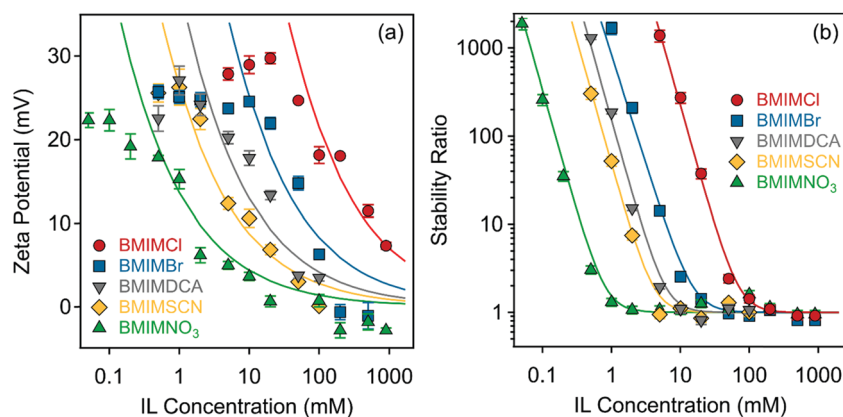 (a)
Zeta Potential (mV)
30
20
10
0
BMIMCl
BMIMBr
BMIMDCA
BMIMSCN
BMIMNO₃
0.1 1 10 100 1000
IL Concentration (mM)
(b)
Stability Ratio
1000
100
10
1
BMIMCl
BMIMBr
BMIMDCA
BMIMSCN
BMIMNO₃
0.1 1 10 100 1000
IL Concentration (mM)